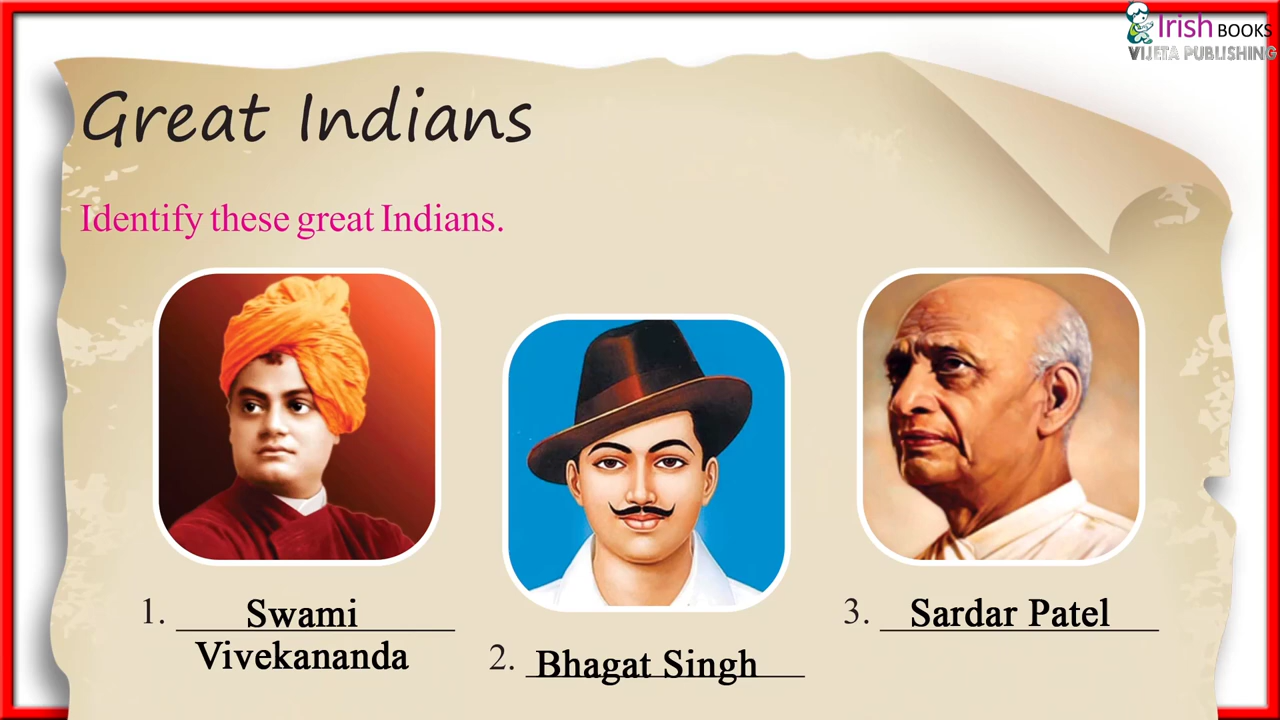 Irish BOOKS
VIJETA PUBLISHING
Great Indians
Identify these great Indians.
1. Swami
Vivekananda
2. Bhagat Singh
3. Sardar Patel